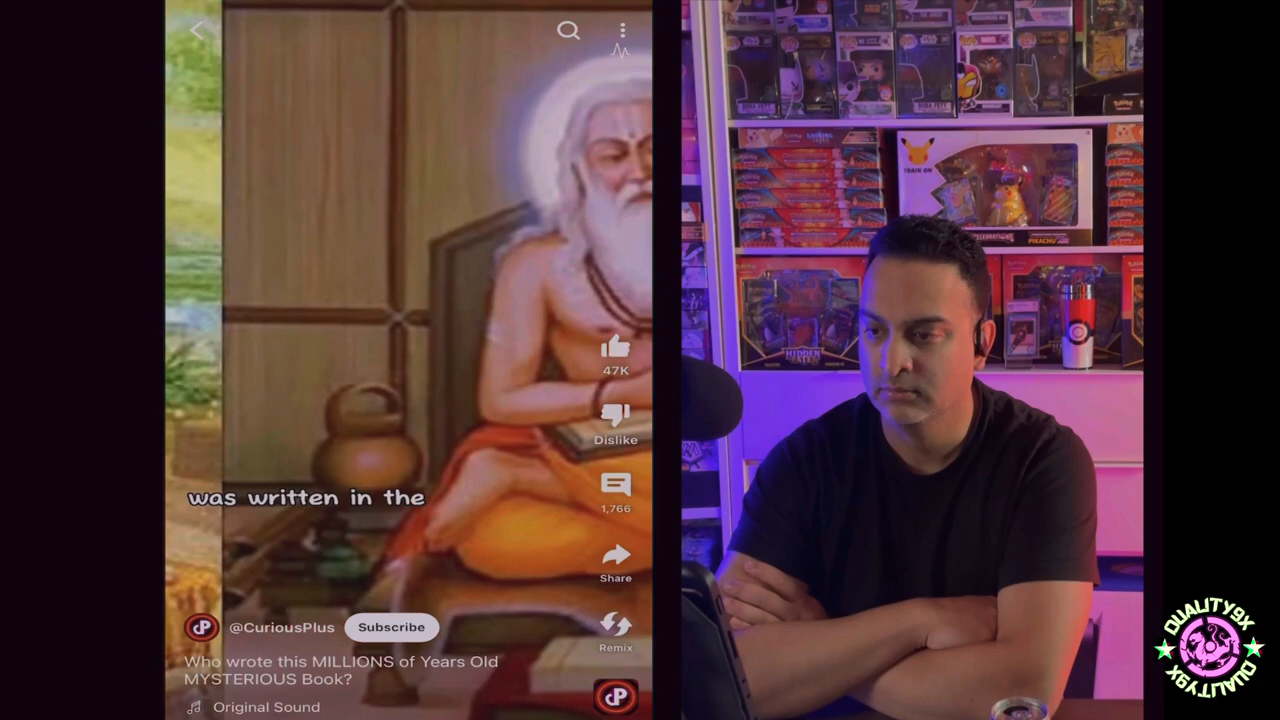 47K
Dislike
was written in the
1,766
Share
@CuriousPlus
Subscribe
Remix
Who wrote this MILLIONS of Years Old
MYSTERIOUS Book?
Original Sound
TRAIN ON
PIKACHU
HIDDEN
FATES
QUALITY9X
QUALITY9X